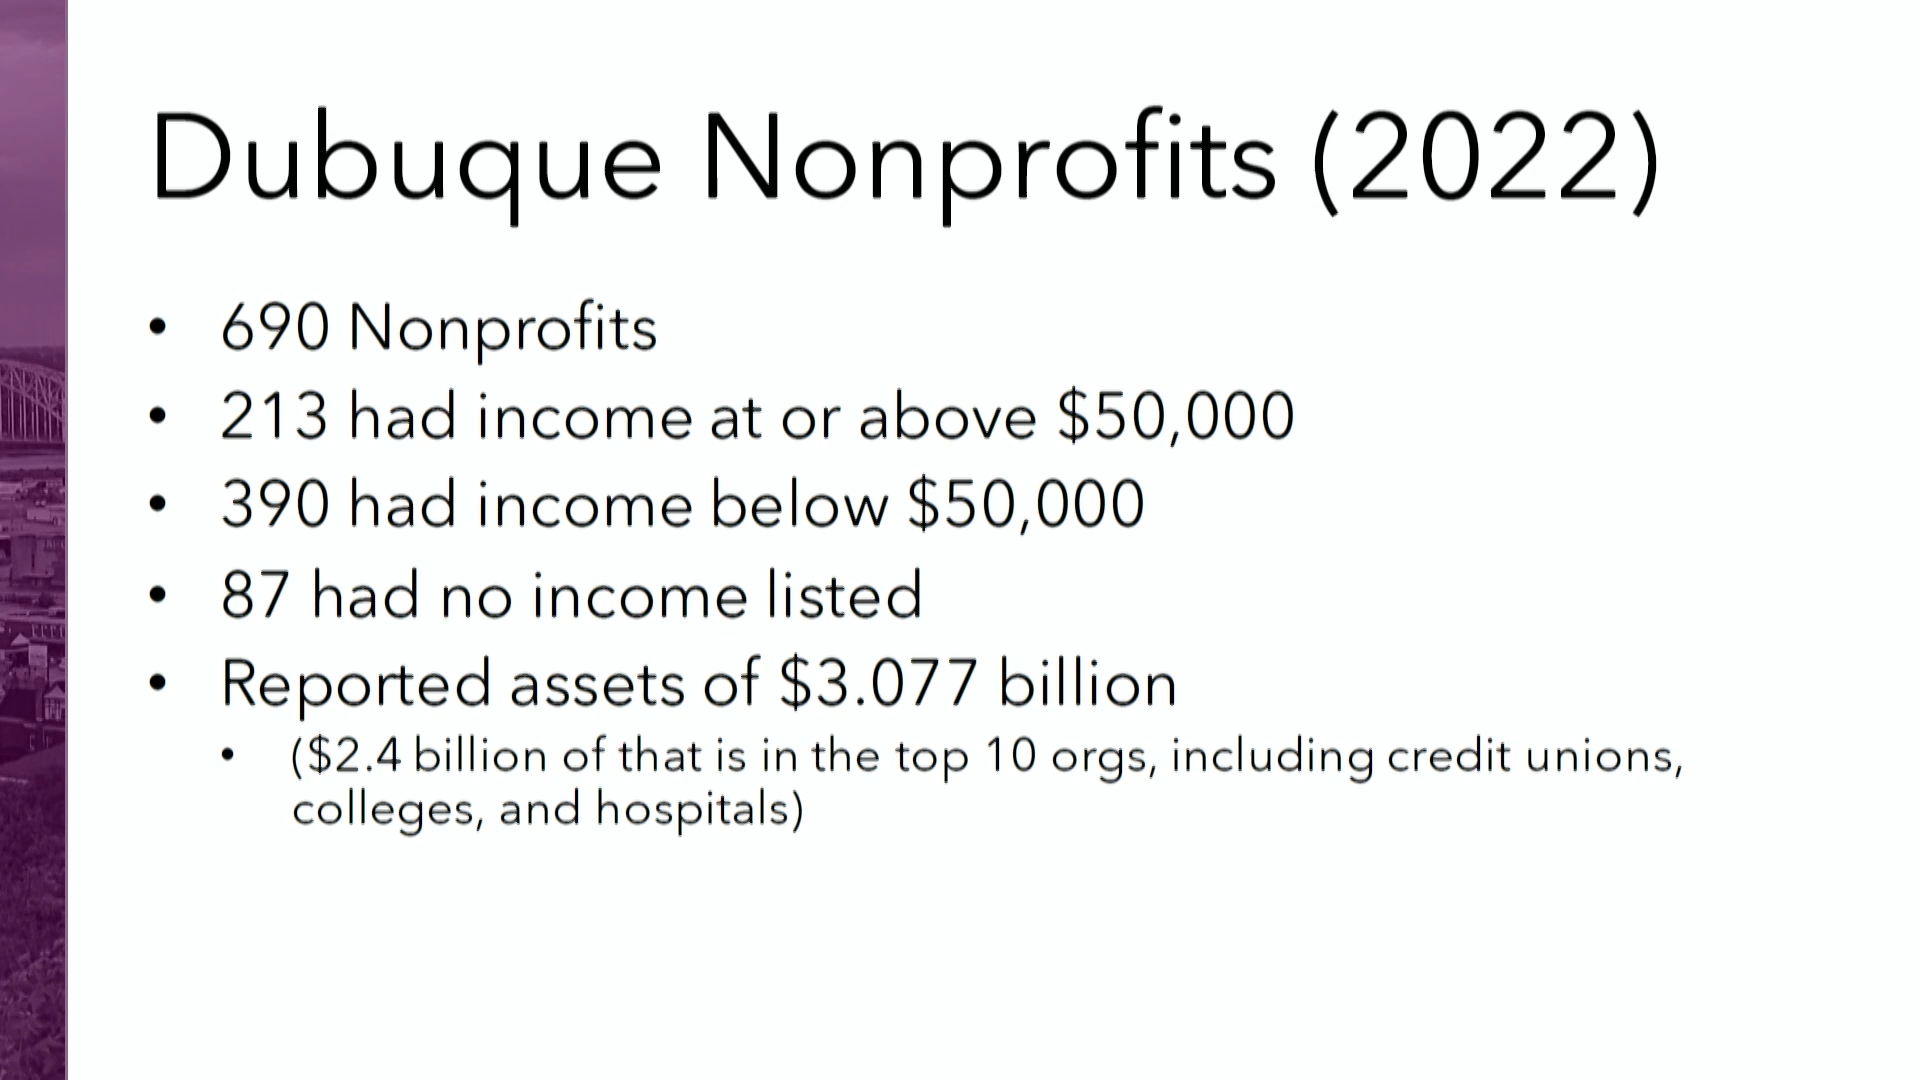 Dubuque Nonprofits (2022)
• 690 Nonprofits
• 213 had income at or above $50,000
• 390 had income below $50,000
• 87 had no income listed
• Reported assets of $3.077 billion
• ($2.4 billion of that is in the top 10 orgs, including credit unions,
colleges, and hospitals)